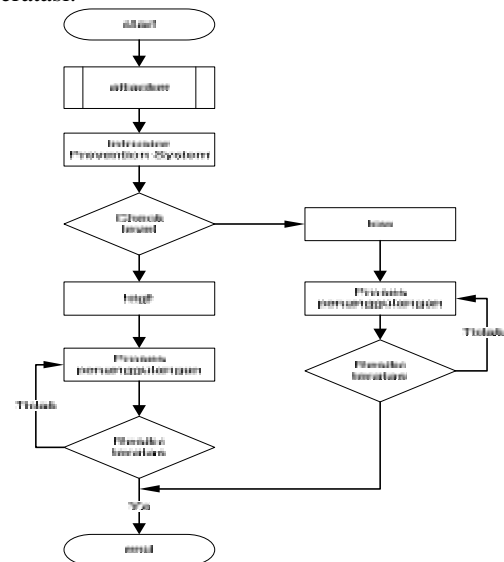 start
attacker
Intrusion
Prevention System
Check
level
low
high
Proses
penanggulangan
Tidak
Proses
penanggulangan
Resiko
teratasi
Tidak
Resiko
teratasi
Ya
end